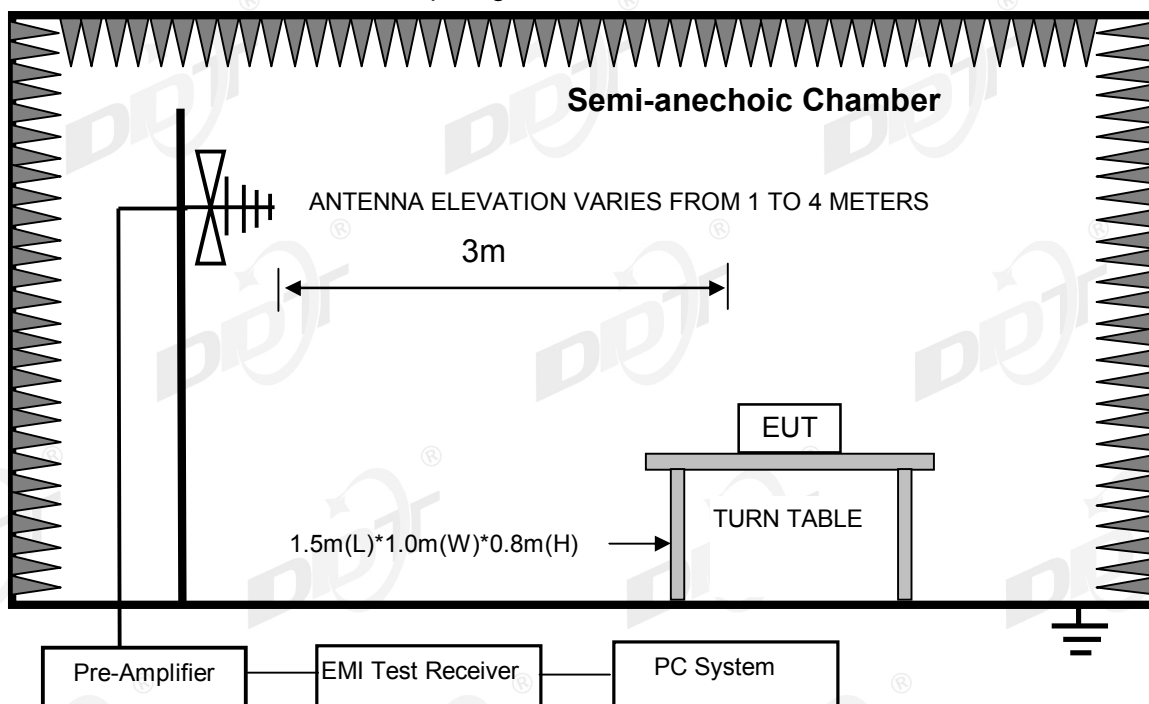 Semi-anechoic Chamber
ANTENNA ELEVATION VARIES FROM 1 TO 4 METERS
3m
EUT
TURN TABLE
1.5m(L)*1.0m(W)*0.8m(H)
Pre-Amplifier
EMI Test Receiver
PC System
DDT®